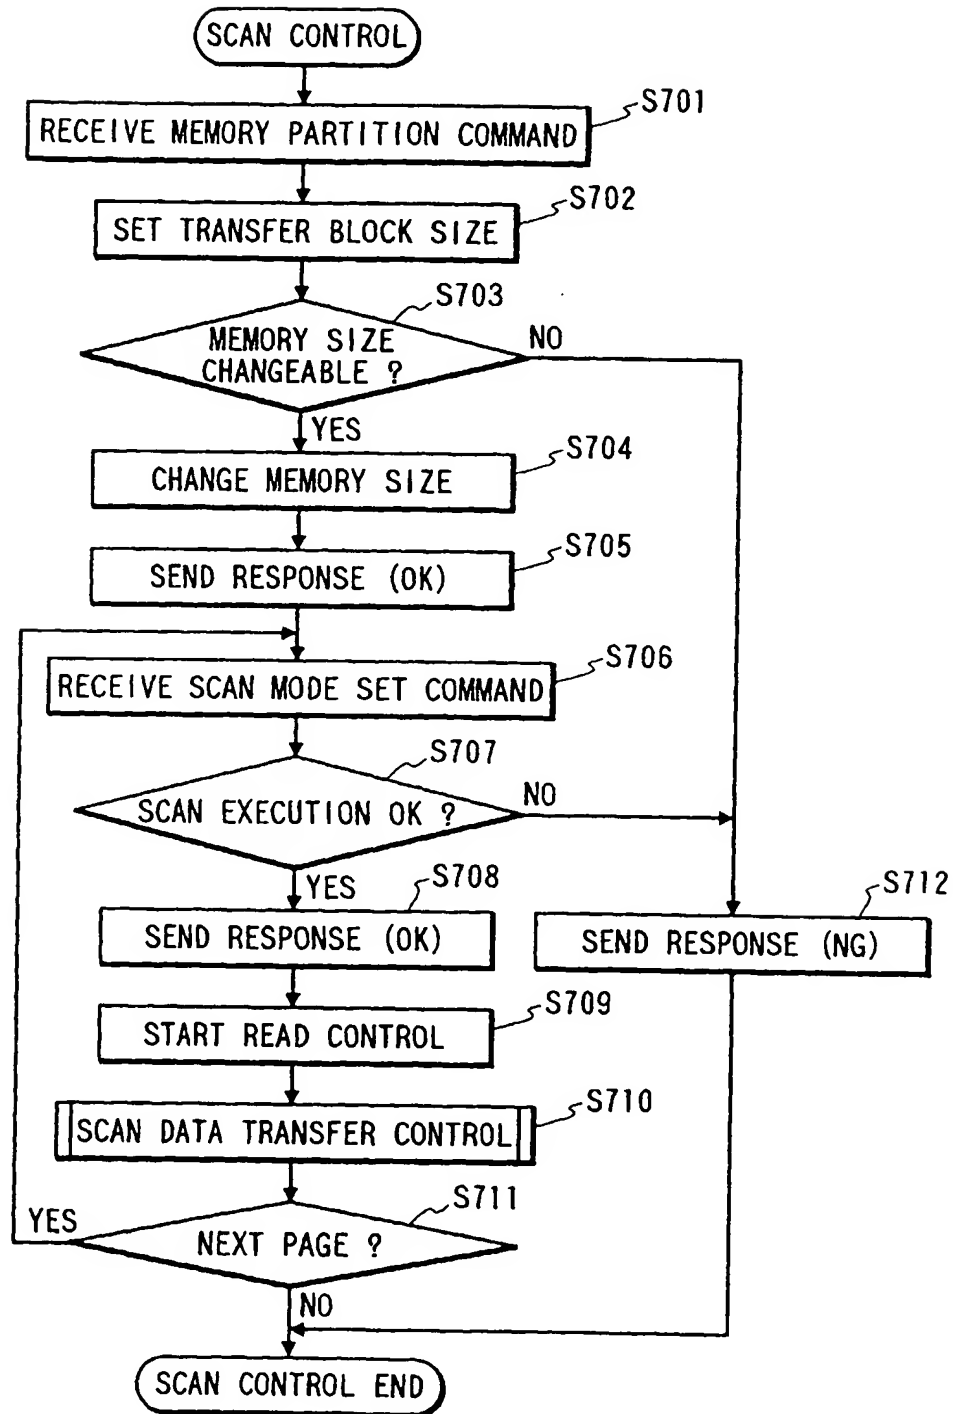 SCAN CONTROL
S701
RECEIVE MEMORY PARTITION COMMAND
S702
SET TRANSFER BLOCK SIZE
S703
MEMORY SIZE
CHANGEABLE ?
NO
YES
S704
CHANGE MEMORY SIZE
S705
SEND RESPONSE (OK)
S706
RECEIVE SCAN MODE SET COMMAND
S707
SCAN EXECUTION OK ?
NO
YES
S708
SEND RESPONSE (OK)
S712
SEND RESPONSE (NG)
S709
START READ CONTROL
S710
SCAN DATA TRANSFER CONTROL
S711
YES
NEXT PAGE ?
NO
SCAN CONTROL END